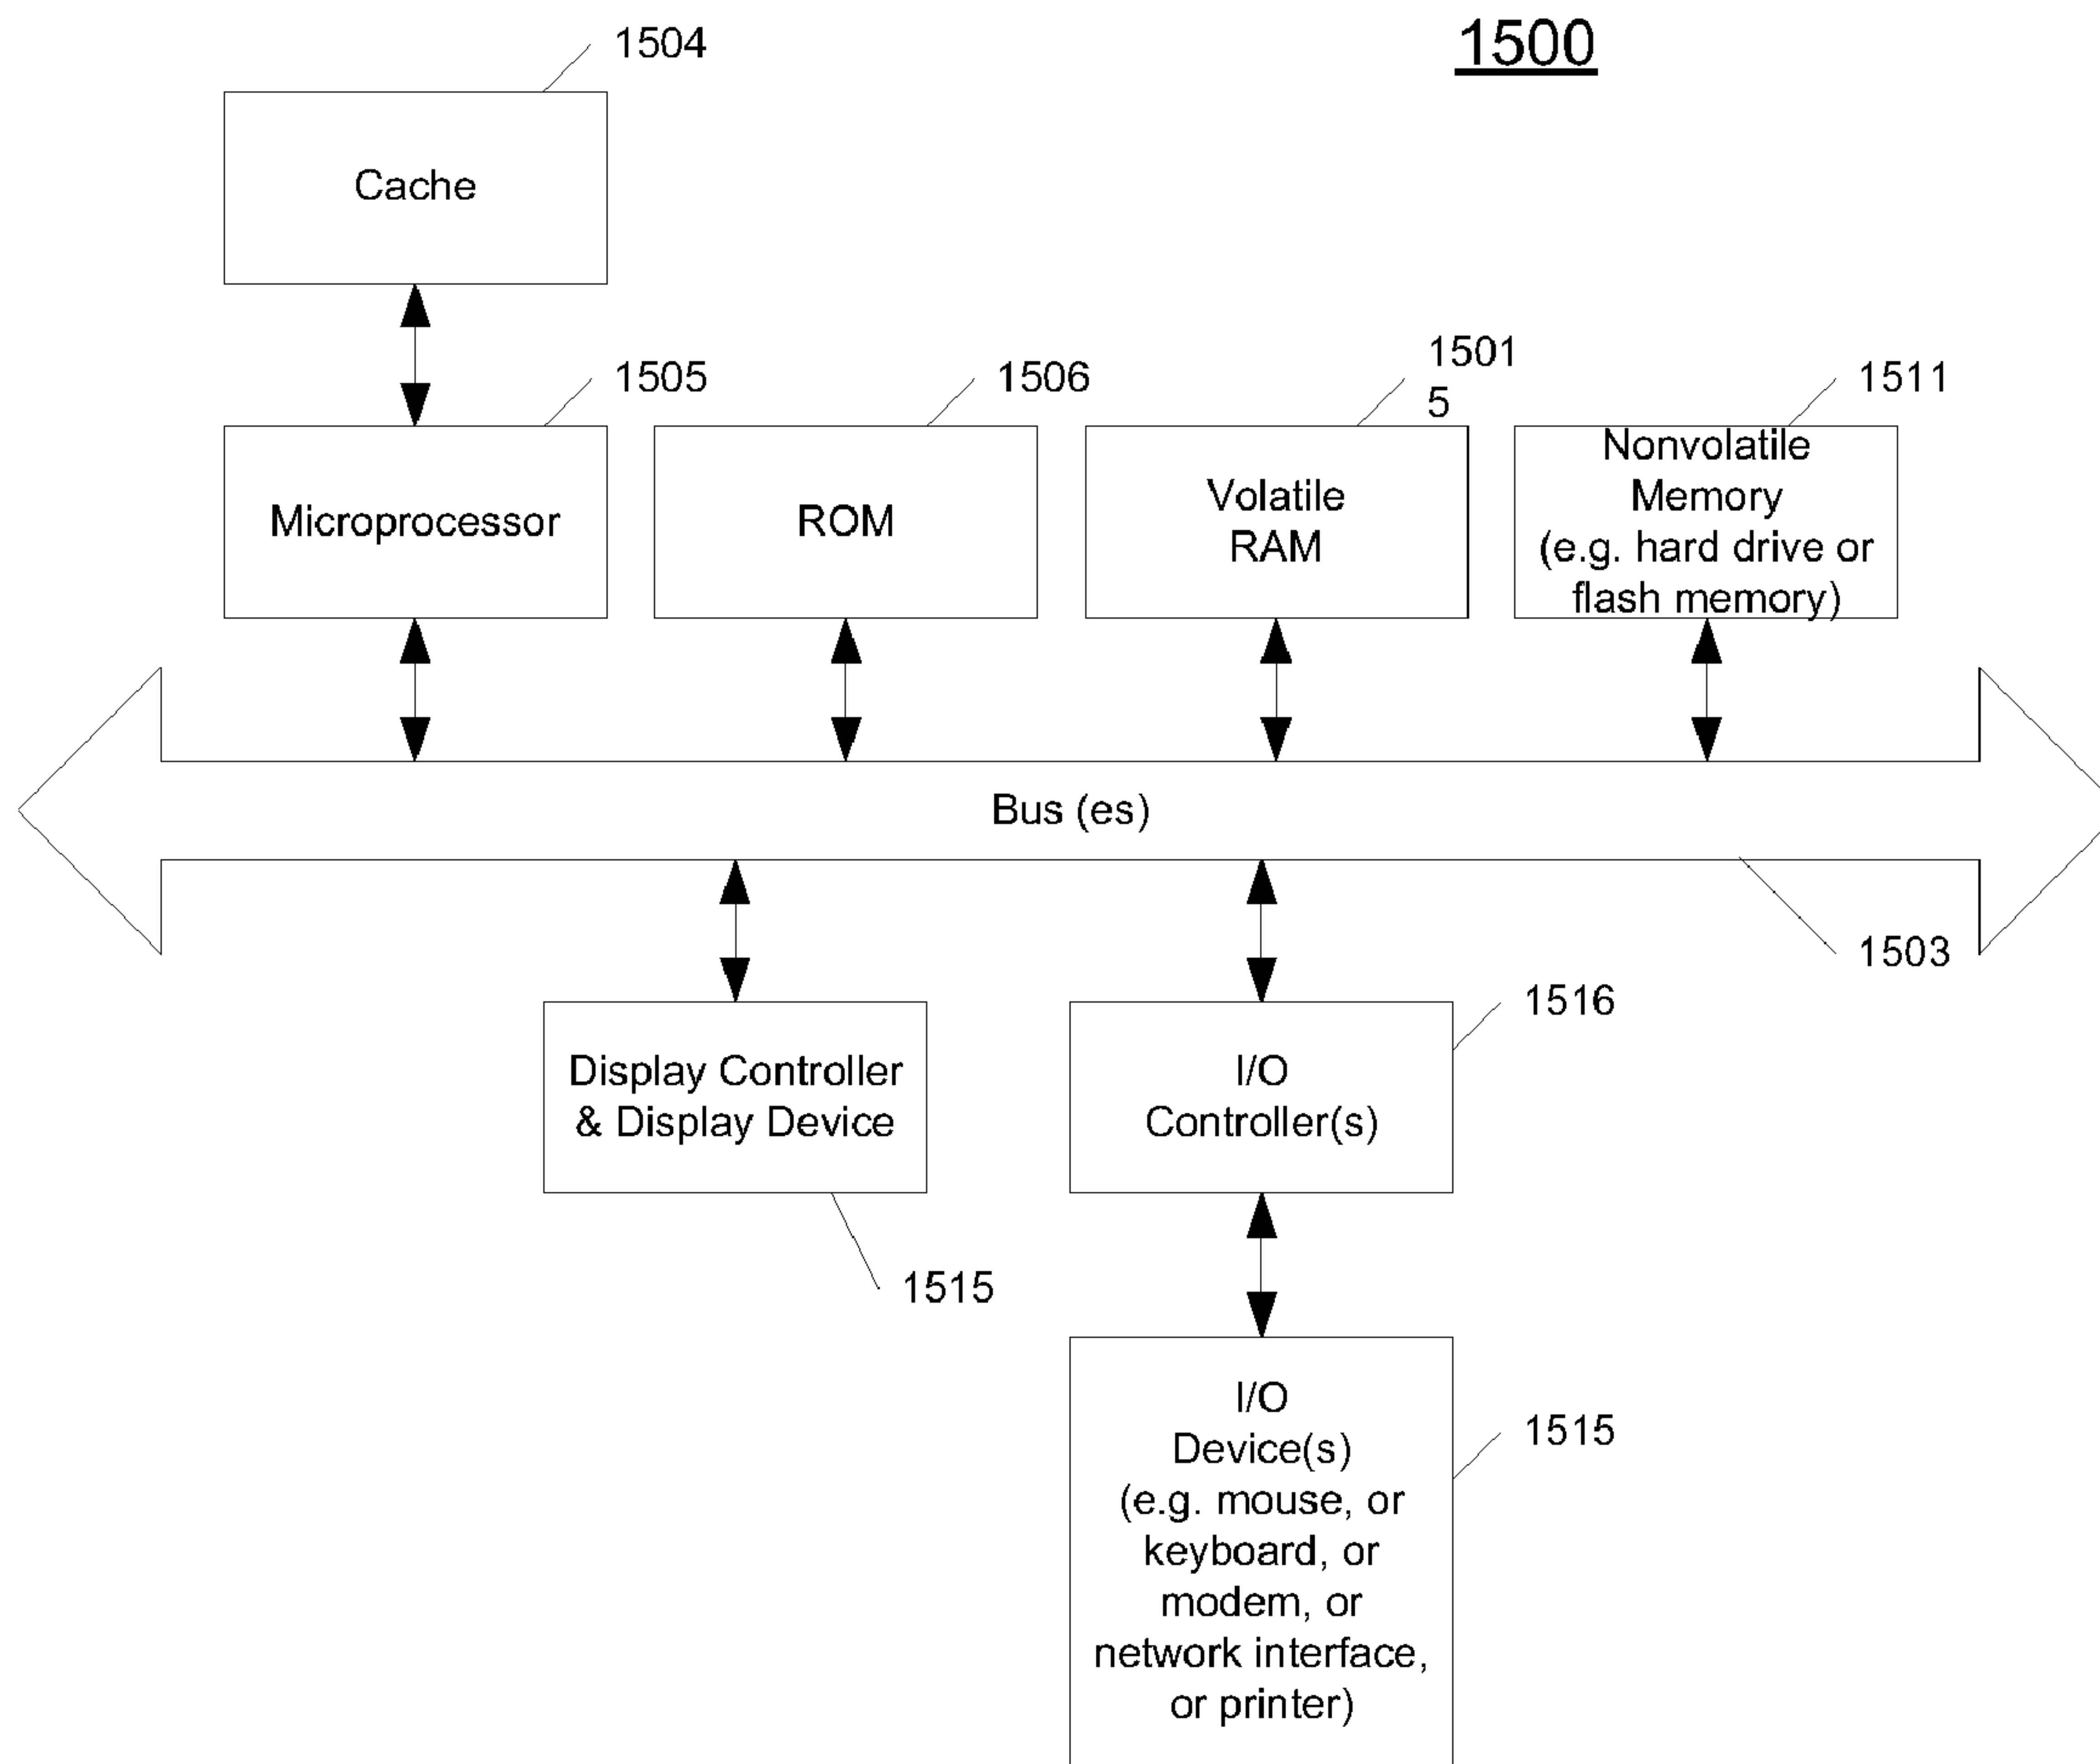 1500
1504
Cache
1505
1506
1501
5
1511
Microprocessor
ROM
Volatile
RAM
Nonvolatile
Memory
(e.g. hard drive or
flash memory)
Bus (es)
1503
1516
Display Controller
& Display Device
I/O
Controller(s)
1515
I/O
Device(s)
(e.g. mouse, or
keyboard, or
modem, or
network interface,
or printer)
1515